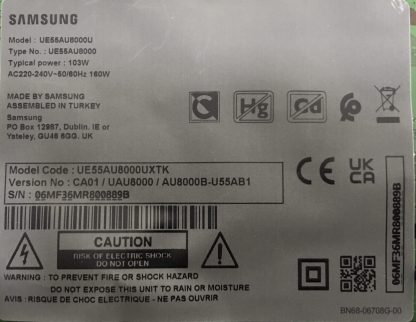 SAMSUNG
Model : UE55AU8000U
Type No. : UE55AU8000
Typical power : 103W
AC220-240V~50/60Hz 160W
MADE BY SAMSUNG
ASSEMBLED IN TURKEY
Samsung
PO Box 12987, Dublin. IE or
Yateley, GU46 6GG. UK
C Hg Cd
Model Code : UE55AU8000UXTK
Version No : CA01 / UAU8000 / AU8000B-U55AB1
S/N : 06MF36MR800889B
CE UK
CA
06MF36MR800889B
CAUTION
RISK OF ELECTRIC SHOCK
DO NOT OPEN
WARNING : TO PREVENT FIRE OR SHOCK HAZARD
DO NOT EXPOSE THIS UNIT TO RAIN OR MOISTURE
AVIS : RISQUE DE CHOC ELECTRIQUE - NE PAS OUVRIR
BN68-06708G-00